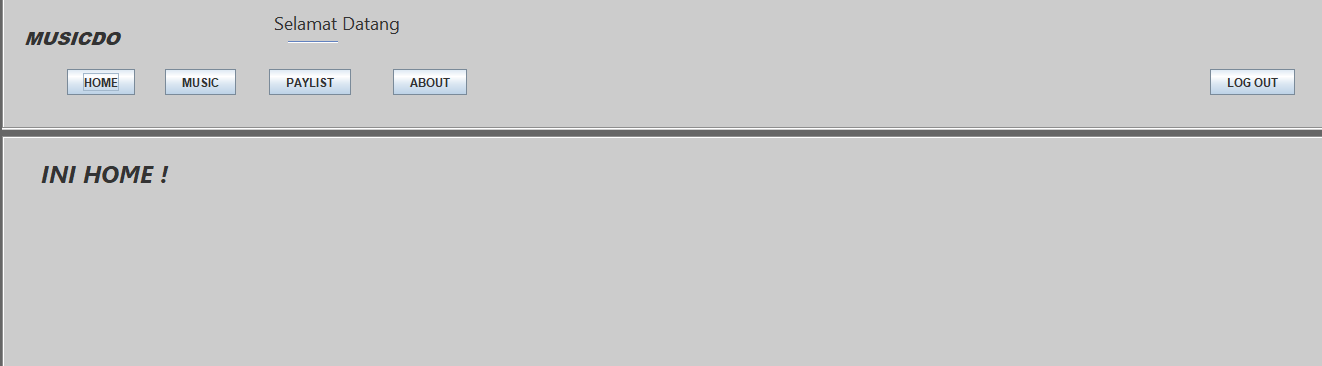 Selamat Datang
MUSICDO
HOME MUSIC PAYLIST ABOUT LOG OUT
INI HOME !